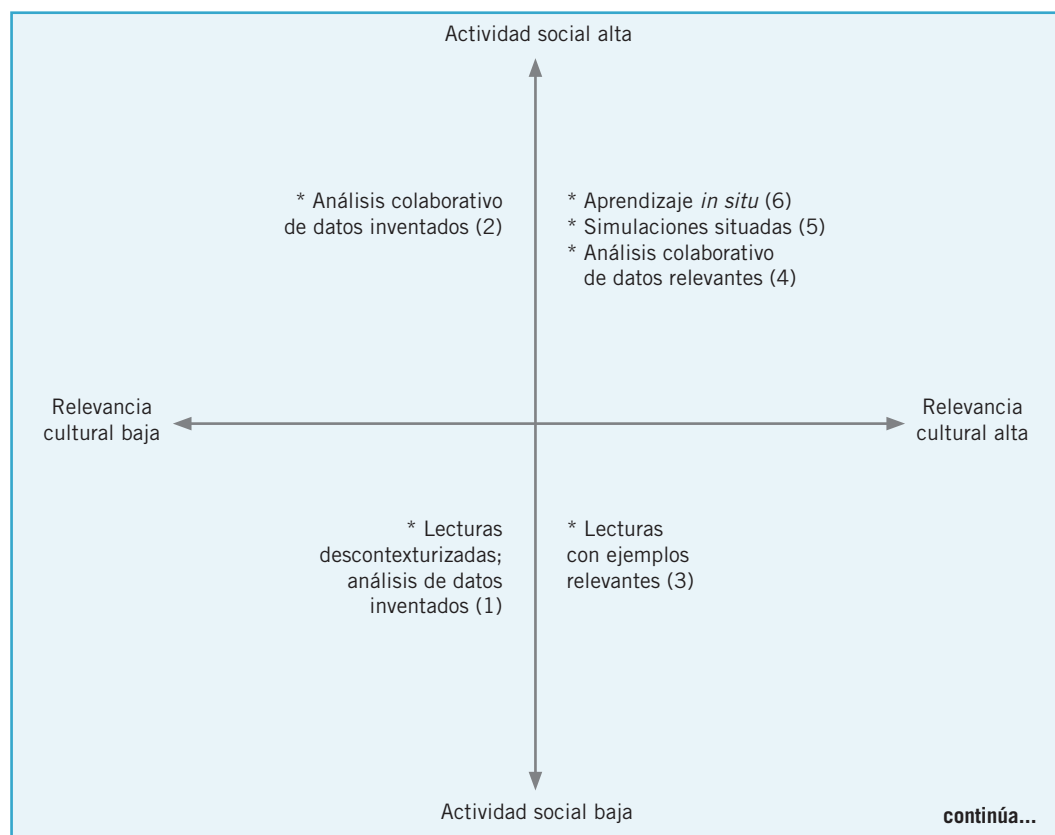 Actividad social alta
* Análisis colaborativo
de datos inventados (2)
* Aprendizaje in situ (6)
* Simulaciones situadas (5)
* Análisis colaborativo
de datos relevantes (4)
Relevancia
cultural baja
Relevancia
cultural alta
* Lecturas
descontexturizadas;
análisis de datos
inventados (1)
* Lecturas
con ejemplos
relevantes (3)
Actividad social baja
continúa...